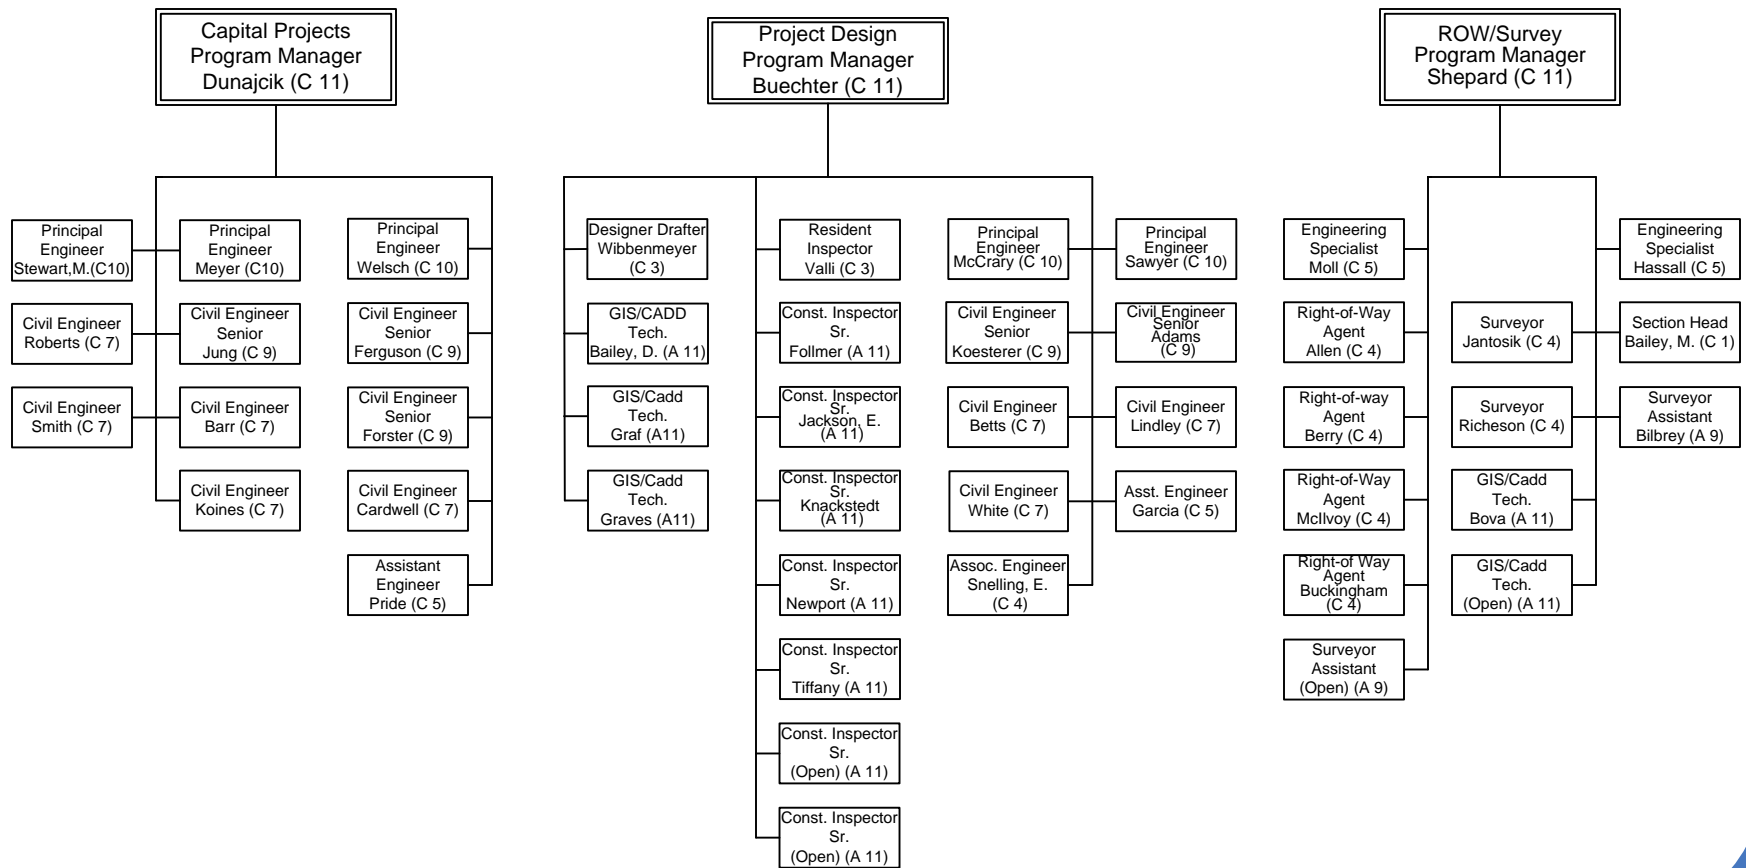 Capital Projects
Program Manager
Dunajcik (C 11)
Project Design
Program Manager
Buechter (C 11)
ROW/Survey
Program Manager
Shepard (C 11)
Principal
Engineer
Stewart,M.(C10)
Principal
Engineer
Meyer (C10)
Principal
Engineer
Welsch (C 10)
Civil Engineer
Roberts (C 7)
Civil Engineer
Senior
Jung (C 9)
Civil Engineer
Senior
Ferguson (C 9)
Civil Engineer
Smith (C 7)
Civil Engineer
Barr (C 7)
Civil Engineer
Senior
Forster (C 9)
Civil Engineer
Koines (C 7)
Civil Engineer
Cardwell (C 7)
Assistant
Engineer
Pride (C 5)
Designer Drafter
Wibbenmeyer
(C 3)
GIS/CADD
Tech.
Bailey, D. (A 11)
GIS/Cadd
Tech.
Graf (A11)
GIS/Cadd
Tech.
Graves (A11)
Resident
Inspector
Valli (C 3)
Const. Inspector
Sr.
Follmer (A 11)
Const. Inspector
Sr.
Jackson, E.
(A 11)
Const. Inspector
Sr.
Knackstedt
(A 11)
Const. Inspector
Sr.
Newport (A 11)
Const. Inspector
Sr.
Tiffany (A 11)
Const. Inspector
Sr.
(Open) (A 11)
Const. Inspector
Sr.
(Open) (A 11)
Principal
Engineer
McCrary (C 10)
Principal
Engineer
Sawyer (C 10)
Civil Engineer
Senior
Koesterer (C 9)
Civil Engineer
Senior
Adams
(C 9)
Civil Engineer
Betts (C 7)
Civil Engineer
Lindley (C 7)
Civil Engineer
White (C 7)
Asst. Engineer
Garcia (C 5)
Assoc. Engineer
Snelling, E.
(C 4)
Engineering
Specialist
Moll (C 5)
Engineering
Specialist
Hassall (C 5)
Right-of-Way
Agent
Allen (C 4)
Surveyor
Jantosik (C 4)
Section Head
Bailey, M. (C 1)
Right-of-way
Agent
Berry (C 4)
Surveyor
Richeson (C 4)
Surveyor
Assistant
Bilbrey (A 9)
Right-of-Way
Agent
McIlvoy (C 4)
GIS/Cadd
Tech.
Bova (A 11)
Right-of Way
Agent
Buckingham
(C 4)
GIS/Cadd
Tech.
(Open) (A 11)
Surveyor
Assistant
(Open) (A 9)